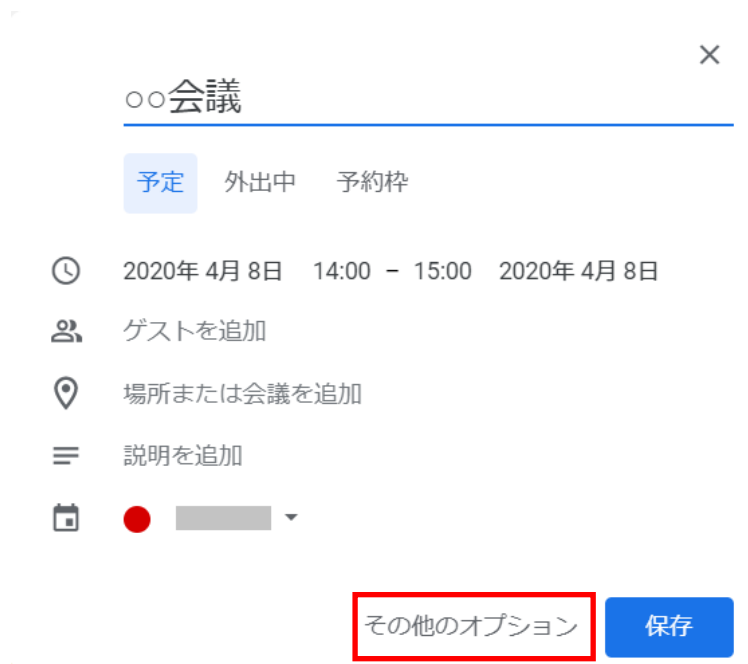 ○○会議
予定 外出中 予約枠
2020年 4月 8日 14:00 – 15:00 2020年 4月 8日
ゲストを追加
場所または会議を追加
説明を追加
その他のオプション 保存